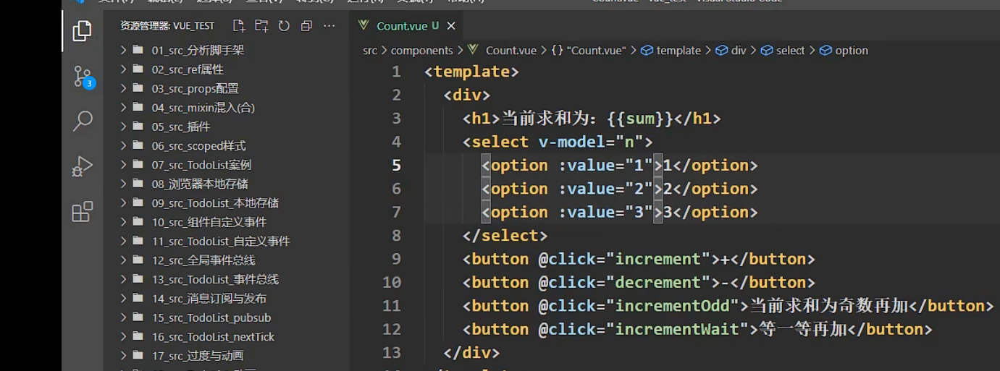 资源管理器: VUE_TEST
01_src_分析脚手架
02_src_ref属性
03_src_props配置
04_src_mixin混入(合)
05_src_插件
06_src_scoped样式
07_src_TodoList案例
08_浏览器本地存储
09_src_TodoList_本地存储
10_src_组件自定义事件
11_src_TodoList_自定义事件
12_src_全局事件总线
13_src_TodoList_事件总线
14_src_消息订阅与发布
15_src_TodoList_pubsub
16_src_TodoList_nextTick
17_src_过度与动画
3
Count.vue U
src > components > Count.vue > {} "Count.vue" > template > div > select > option
1 <template>
2 <div>
3 <h1>当前求和为：{{sum}}</h1>
4 <select v-model="n">
5 <option :value="1">1</option>
6 <option :value="2">2</option>
7 <option :value="3">3</option>
8 </select>
9 <button @click="increment">+</button>
10 <button @click="decrement">-</button>
11 <button @click="incrementOdd">当前求和为奇数再加</button>
12 <button @click="incrementWait">等一等再加</button>
13 </div>